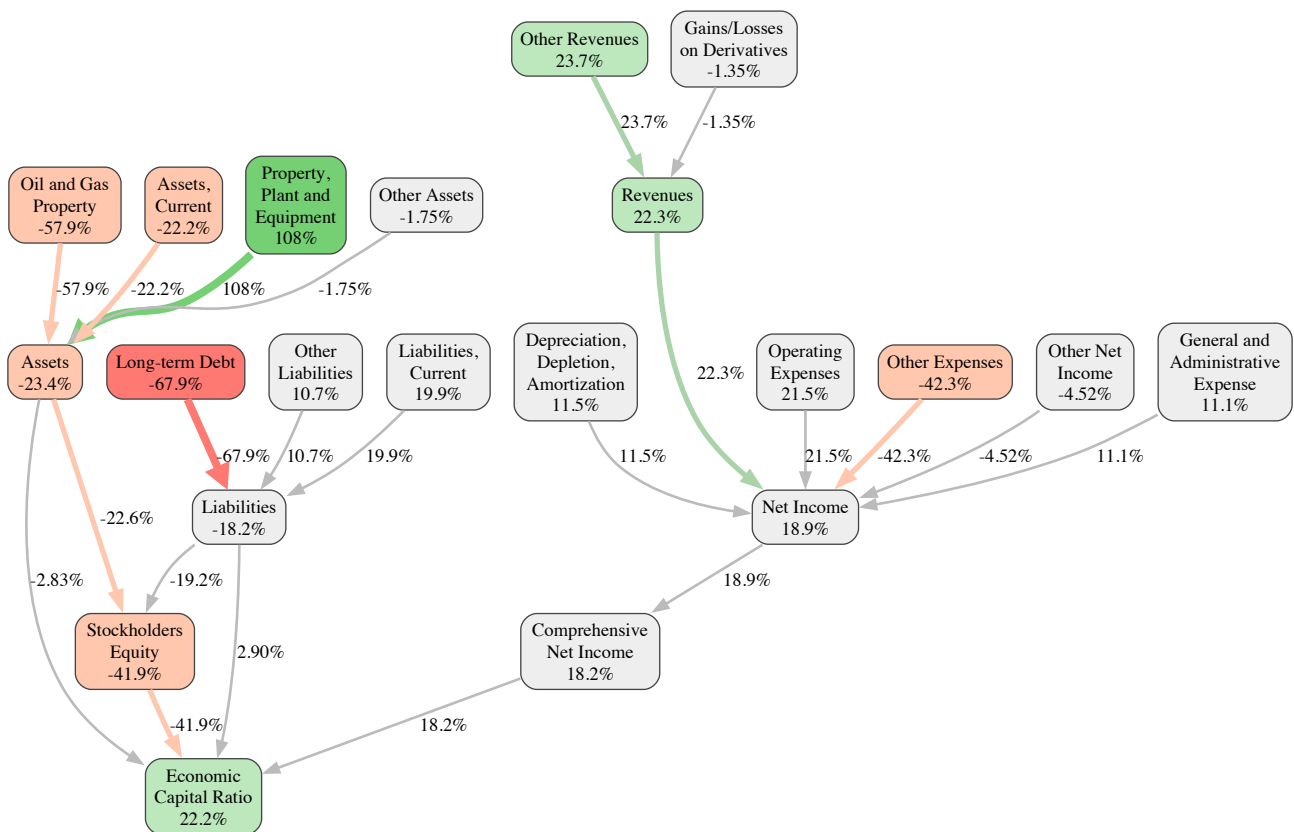 Other Revenues
23.7%
Gains/Losses
on Derivatives
-1.35%
23.7%
-1.35%
Oil and Gas
Property
-57.9%
Assets,
Current
-22.2%
Property,
Plant and
Equipment
108%
Other Assets
-1.75%
Revenues
22.3%
-57.9%
-22.2%
108%
-1.75%
Assets
-23.4%
Long-term Debt
-67.9%
Other
Liabilities
10.7%
Liabilities,
Current
19.9%
Depreciation,
Depletion,
Amortization
11.5%
22.3%
Operating
Expenses
21.5%
Other Expenses
-42.3%
Other Net
Income
-4.52%
General and
Administrative
Expense
11.1%
-67.9%
10.7%
19.9%
11.5%
21.5%
-42.3%
-4.52%
11.1%
-22.6%
Liabilities
-18.2%
Net Income
18.9%
-2.83%
-19.2%
18.9%
Stockholders
Equity
-41.9%
2.90%
Comprehensive
Net Income
18.2%
-41.9%
18.2%
Economic
Capital Ratio
22.2%